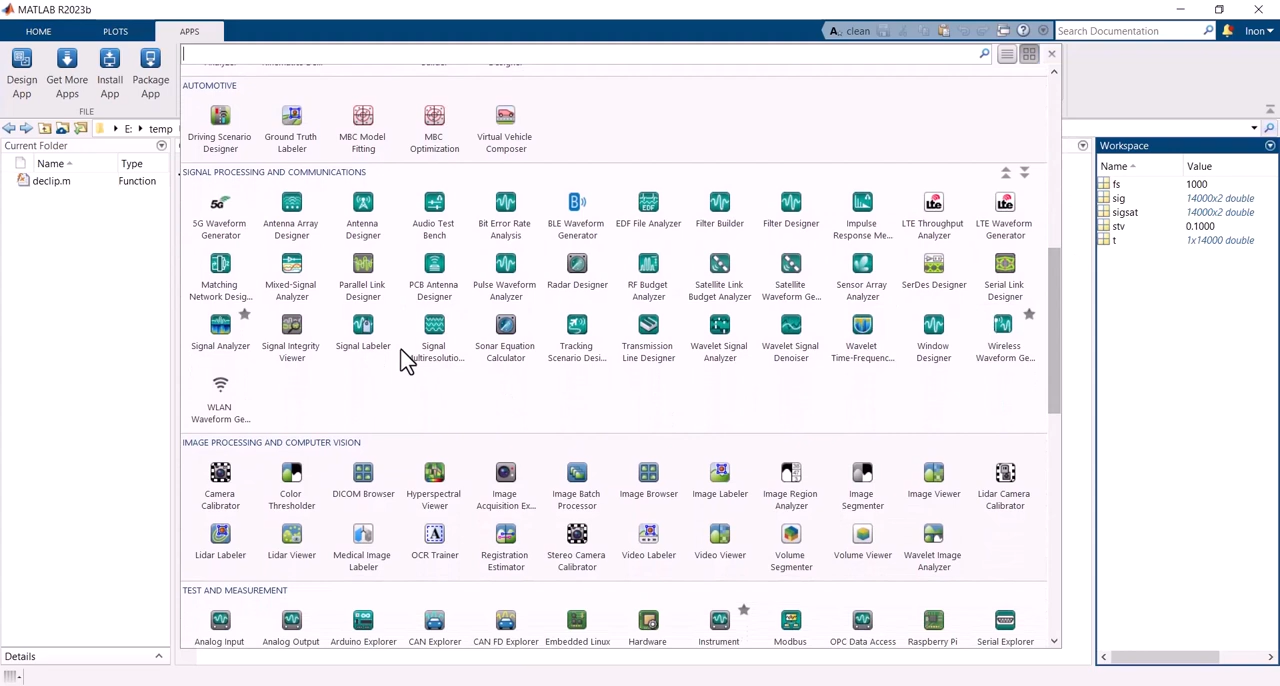 MATLAB R2023b
HOME PLOTS APPS
clean
Search Documentation
Inon
Design App
Get More Apps
Install App
Package App
FILE
E: temp
Current Folder
Name Type
declip.m Function
Details
AUTOMOTIVE
Driving Scenario Designer
Ground Truth Labeler
MBC Model Fitting
MBC Optimization
Virtual Vehicle Composer
SIGNAL PROCESSING AND COMMUNICATIONS
5G Waveform Generator
Antenna Array Designer
Antenna Designer
Audio Test Bench
Bit Error Rate Analysis
BLE Waveform Generator
EDF File Analyzer
Filter Builder
Filter Designer
Impulse Response Me...
LTE Throughput Analyzer
LTE Waveform Generator
Matching Network Desig...
Mixed-Signal Analyzer
Parallel Link Designer
PCB Antenna Designer
Pulse Waveform Analyzer
Radar Designer
RF Budget Analyzer
Satellite Link Budget Analyzer
Satellite Waveform Ge...
Sensor Array Analyzer
SerDes Designer
Serial Link Designer
Signal Analyzer
Signal Integrity Viewer
Signal Labeler
Signal ultiresolutio...
Sonar Equation Calculator
Tracking Scenario Desi...
Transmission Line Designer
Wavelet Signal Analyzer
Wavelet Signal Denoiser
Wavelet Time-Frequenc...
Window Designer
Wireless Waveform Ge...
WLAN Waveform Ge...
IMAGE PROCESSING AND COMPUTER VISION
Camera Calibrator
Color Thresholder
DICOM Browser
Hyperspectral Viewer
Image Acquisition Ex...
Image Batch Processor
Image Browser
Image Labeler
Image Region Analyzer
Image Segmenter
Image Viewer
Lidar Camera Calibrator
Lidar Labeler
Lidar Viewer
Medical Image Labeler
OCR Trainer
Registration Estimator
Stereo Camera Calibrator
Video Labeler
Video Viewer
Volume Segmenter
Volume Viewer
Wavelet Image Analyzer
TEST AND MEASUREMENT
Analog Input
Analog Output
Arduino Explorer
CAN Explorer
CAN FD Explorer
Embedded Linux
Hardware
Instrument
Modbus
OPC Data Access
Raspberry Pi
Serial Explorer
Workspace
Name Value
fs 1000
sig 14000x2 double
sigsat 14000x2 double
stv 0.1000
t 1x14000 double